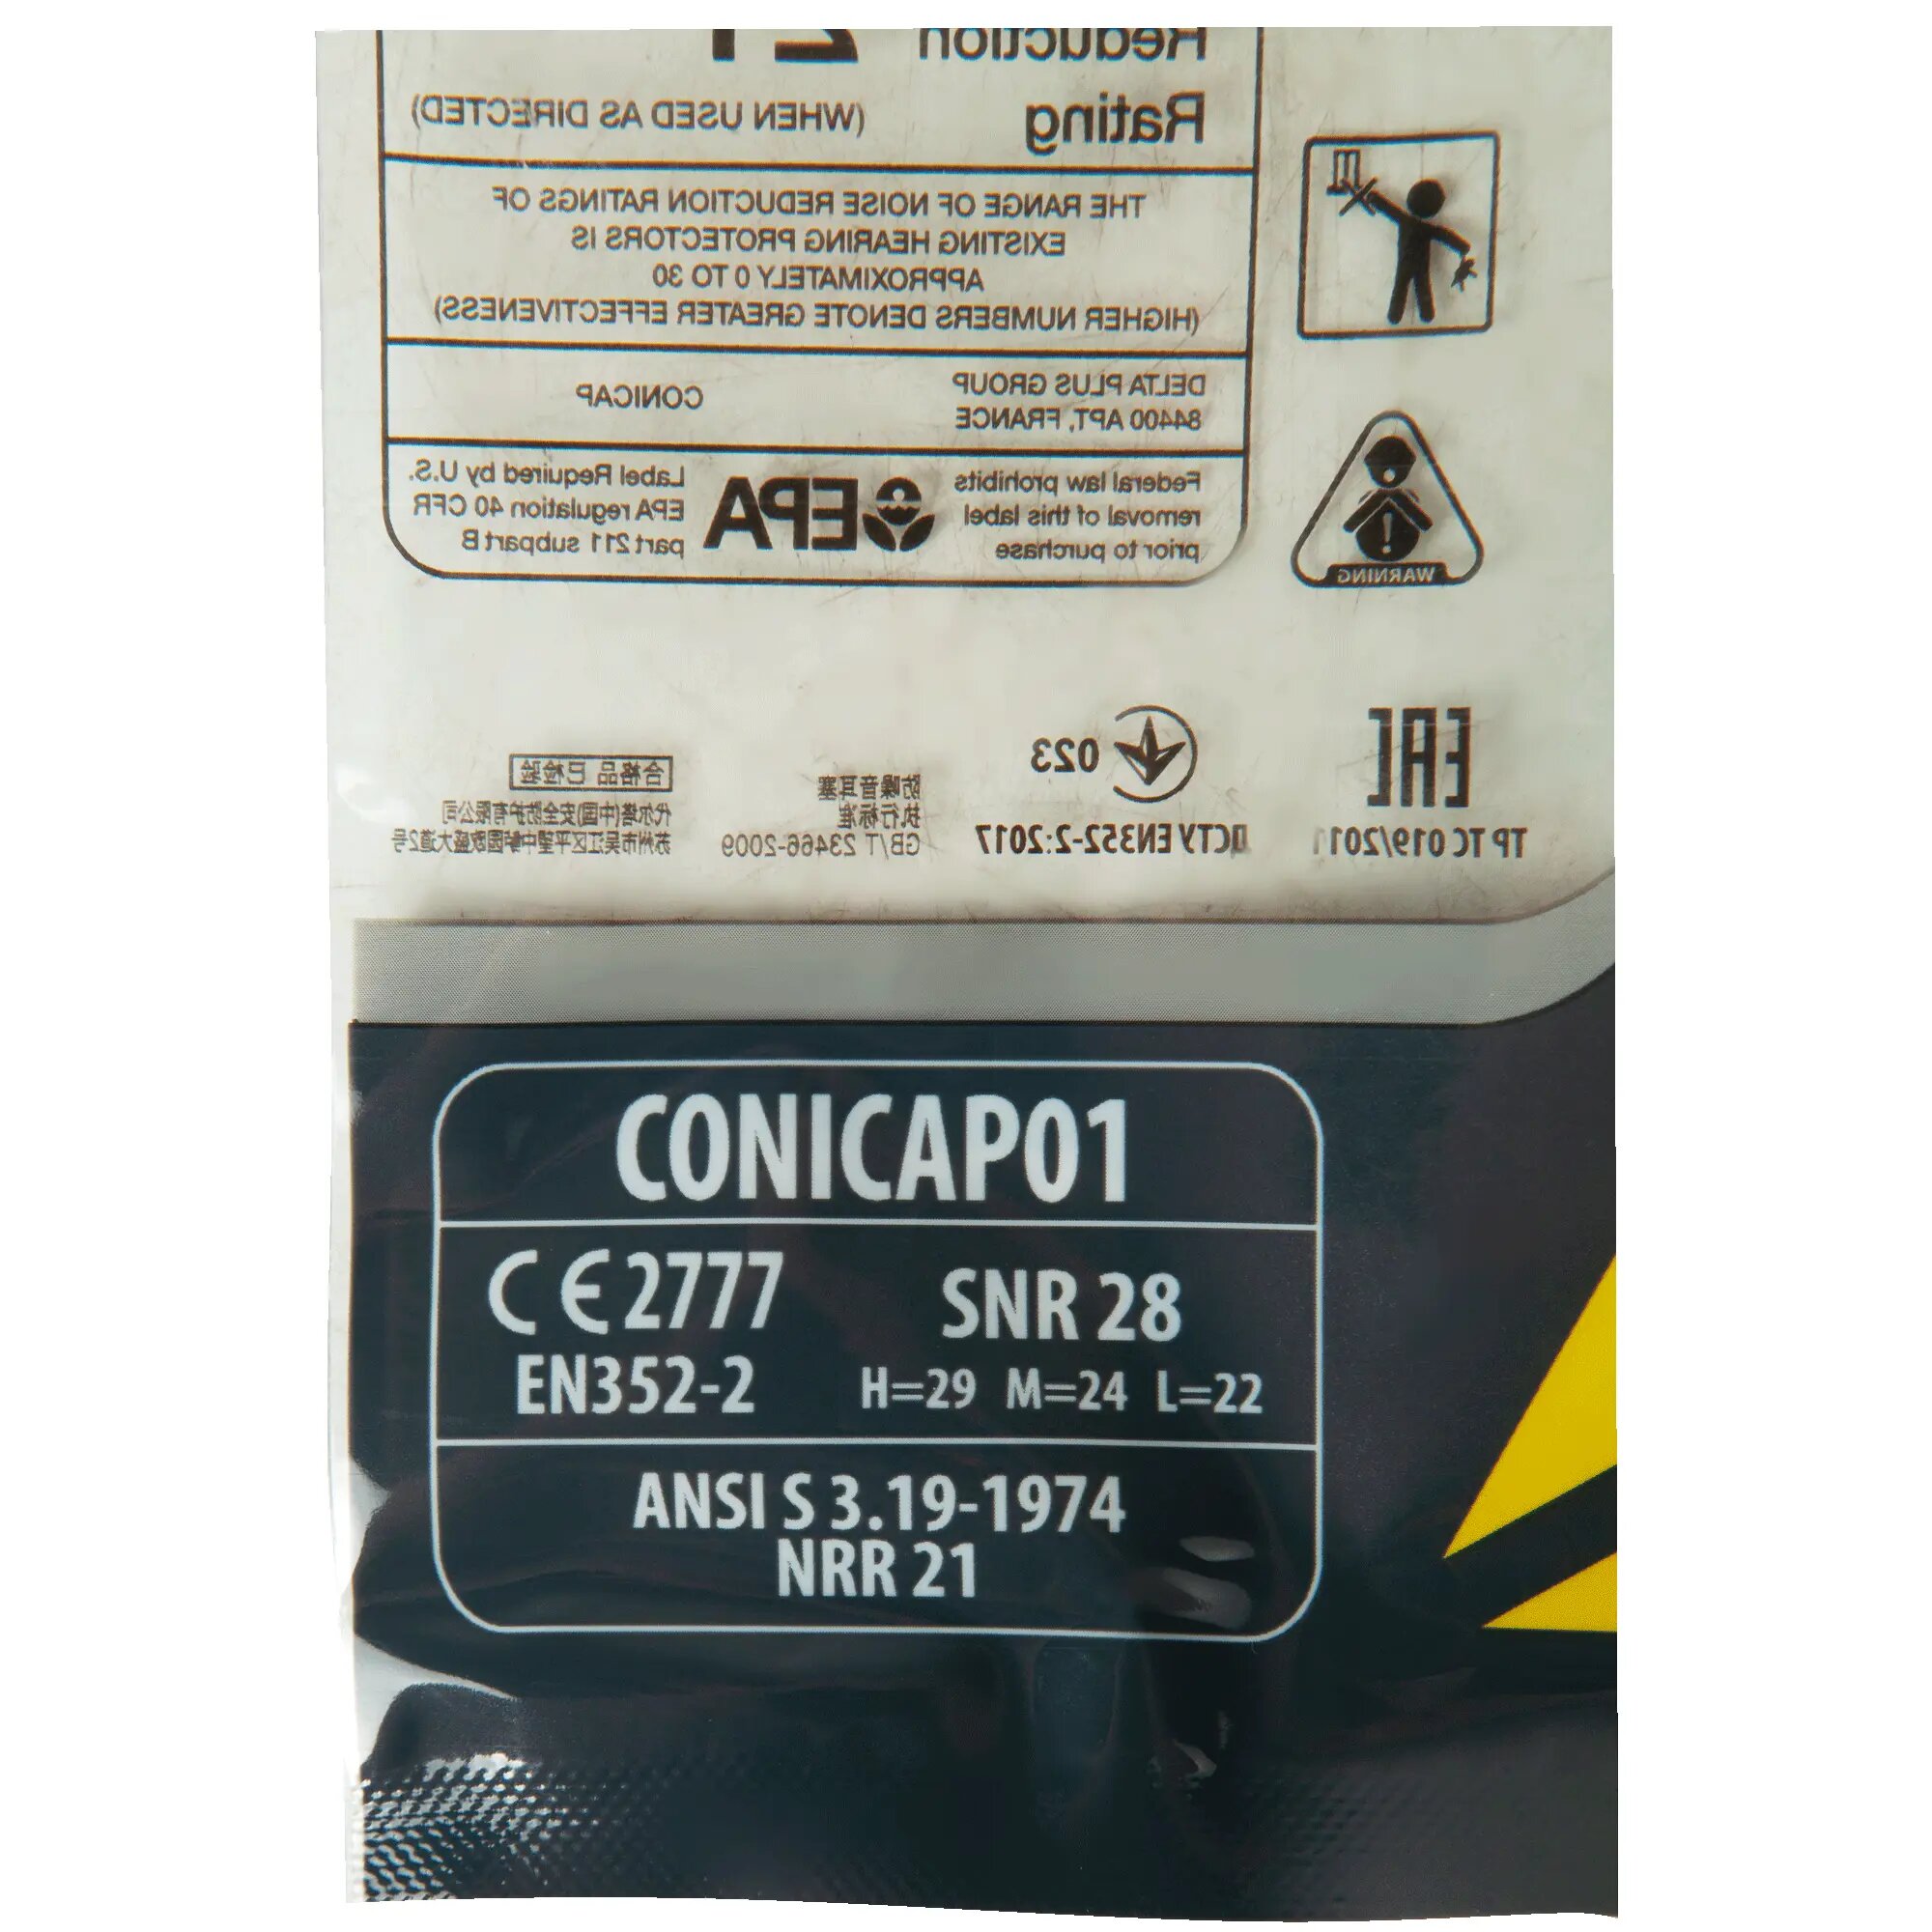 Reduction 21
Rating (WHEN USED AS DIRECTED)
THE RANGE OF NOISE REDUCTION RATINGS OF
EXISTING HEARING PROTECTORS IS
APPROXIMATELY 0 TO 30
(HIGHER NUMBERS DENOTE GREATER EFFECTIVENESS)
DELTA PLUS GROUP
84400 APT, FRANCE
CONICAP
Federal law prohibits
removal of this label
prior to purchase
EPA
Label Required by U.S.
EPA regulation 40 CFR
part 211 subpart B
WARNING
EAC
TP TC 019/2011
023
ДСТУ EN352-2:2017
防噪音耳塞
执行标准
GB/T 23466-2009
合格品 已检验
代尔塔(中国)安全防护有限公司
苏州市吴江区平望中鲈园欧盛大道2号
CONICAP01
CE 2777
EN352-2
SNR 28
H=29 M=24 L=22
ANSI S 3.19-1974
NRR 21